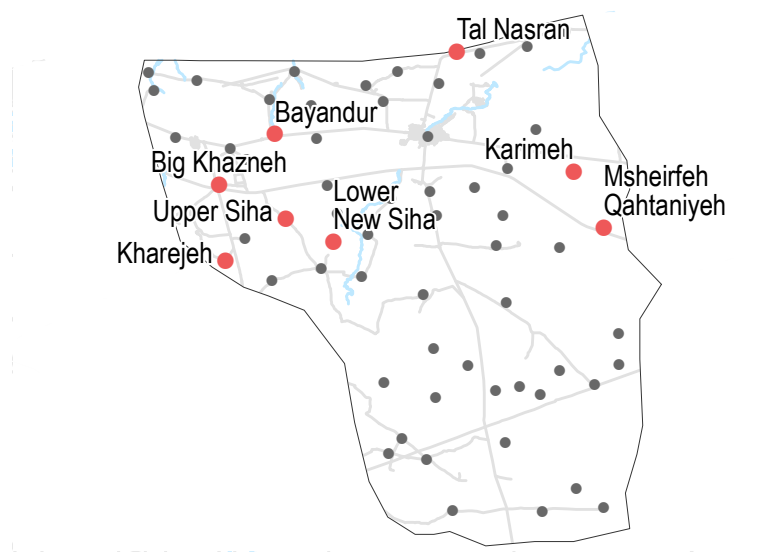 Tal Nasran
Bayandur
Karimeh
Big Khazneh
Msheirfeh
Qahtaniyeh
Lower
New Siha
Upper Siha
Kharejeh